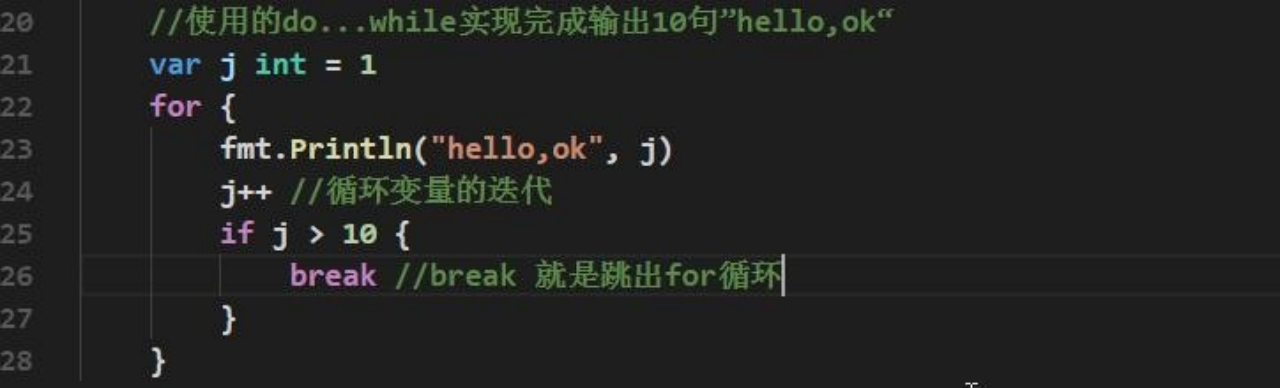 20 //使用的do...while实现完成输出10句”hello,ok“
21 var j int = 1
22 for {
23 fmt.Println("hello,ok", j)
24 j++ //循环变量的迭代
25 if j > 10 {
26 break //break 就是跳出for循环
27 }
28 }